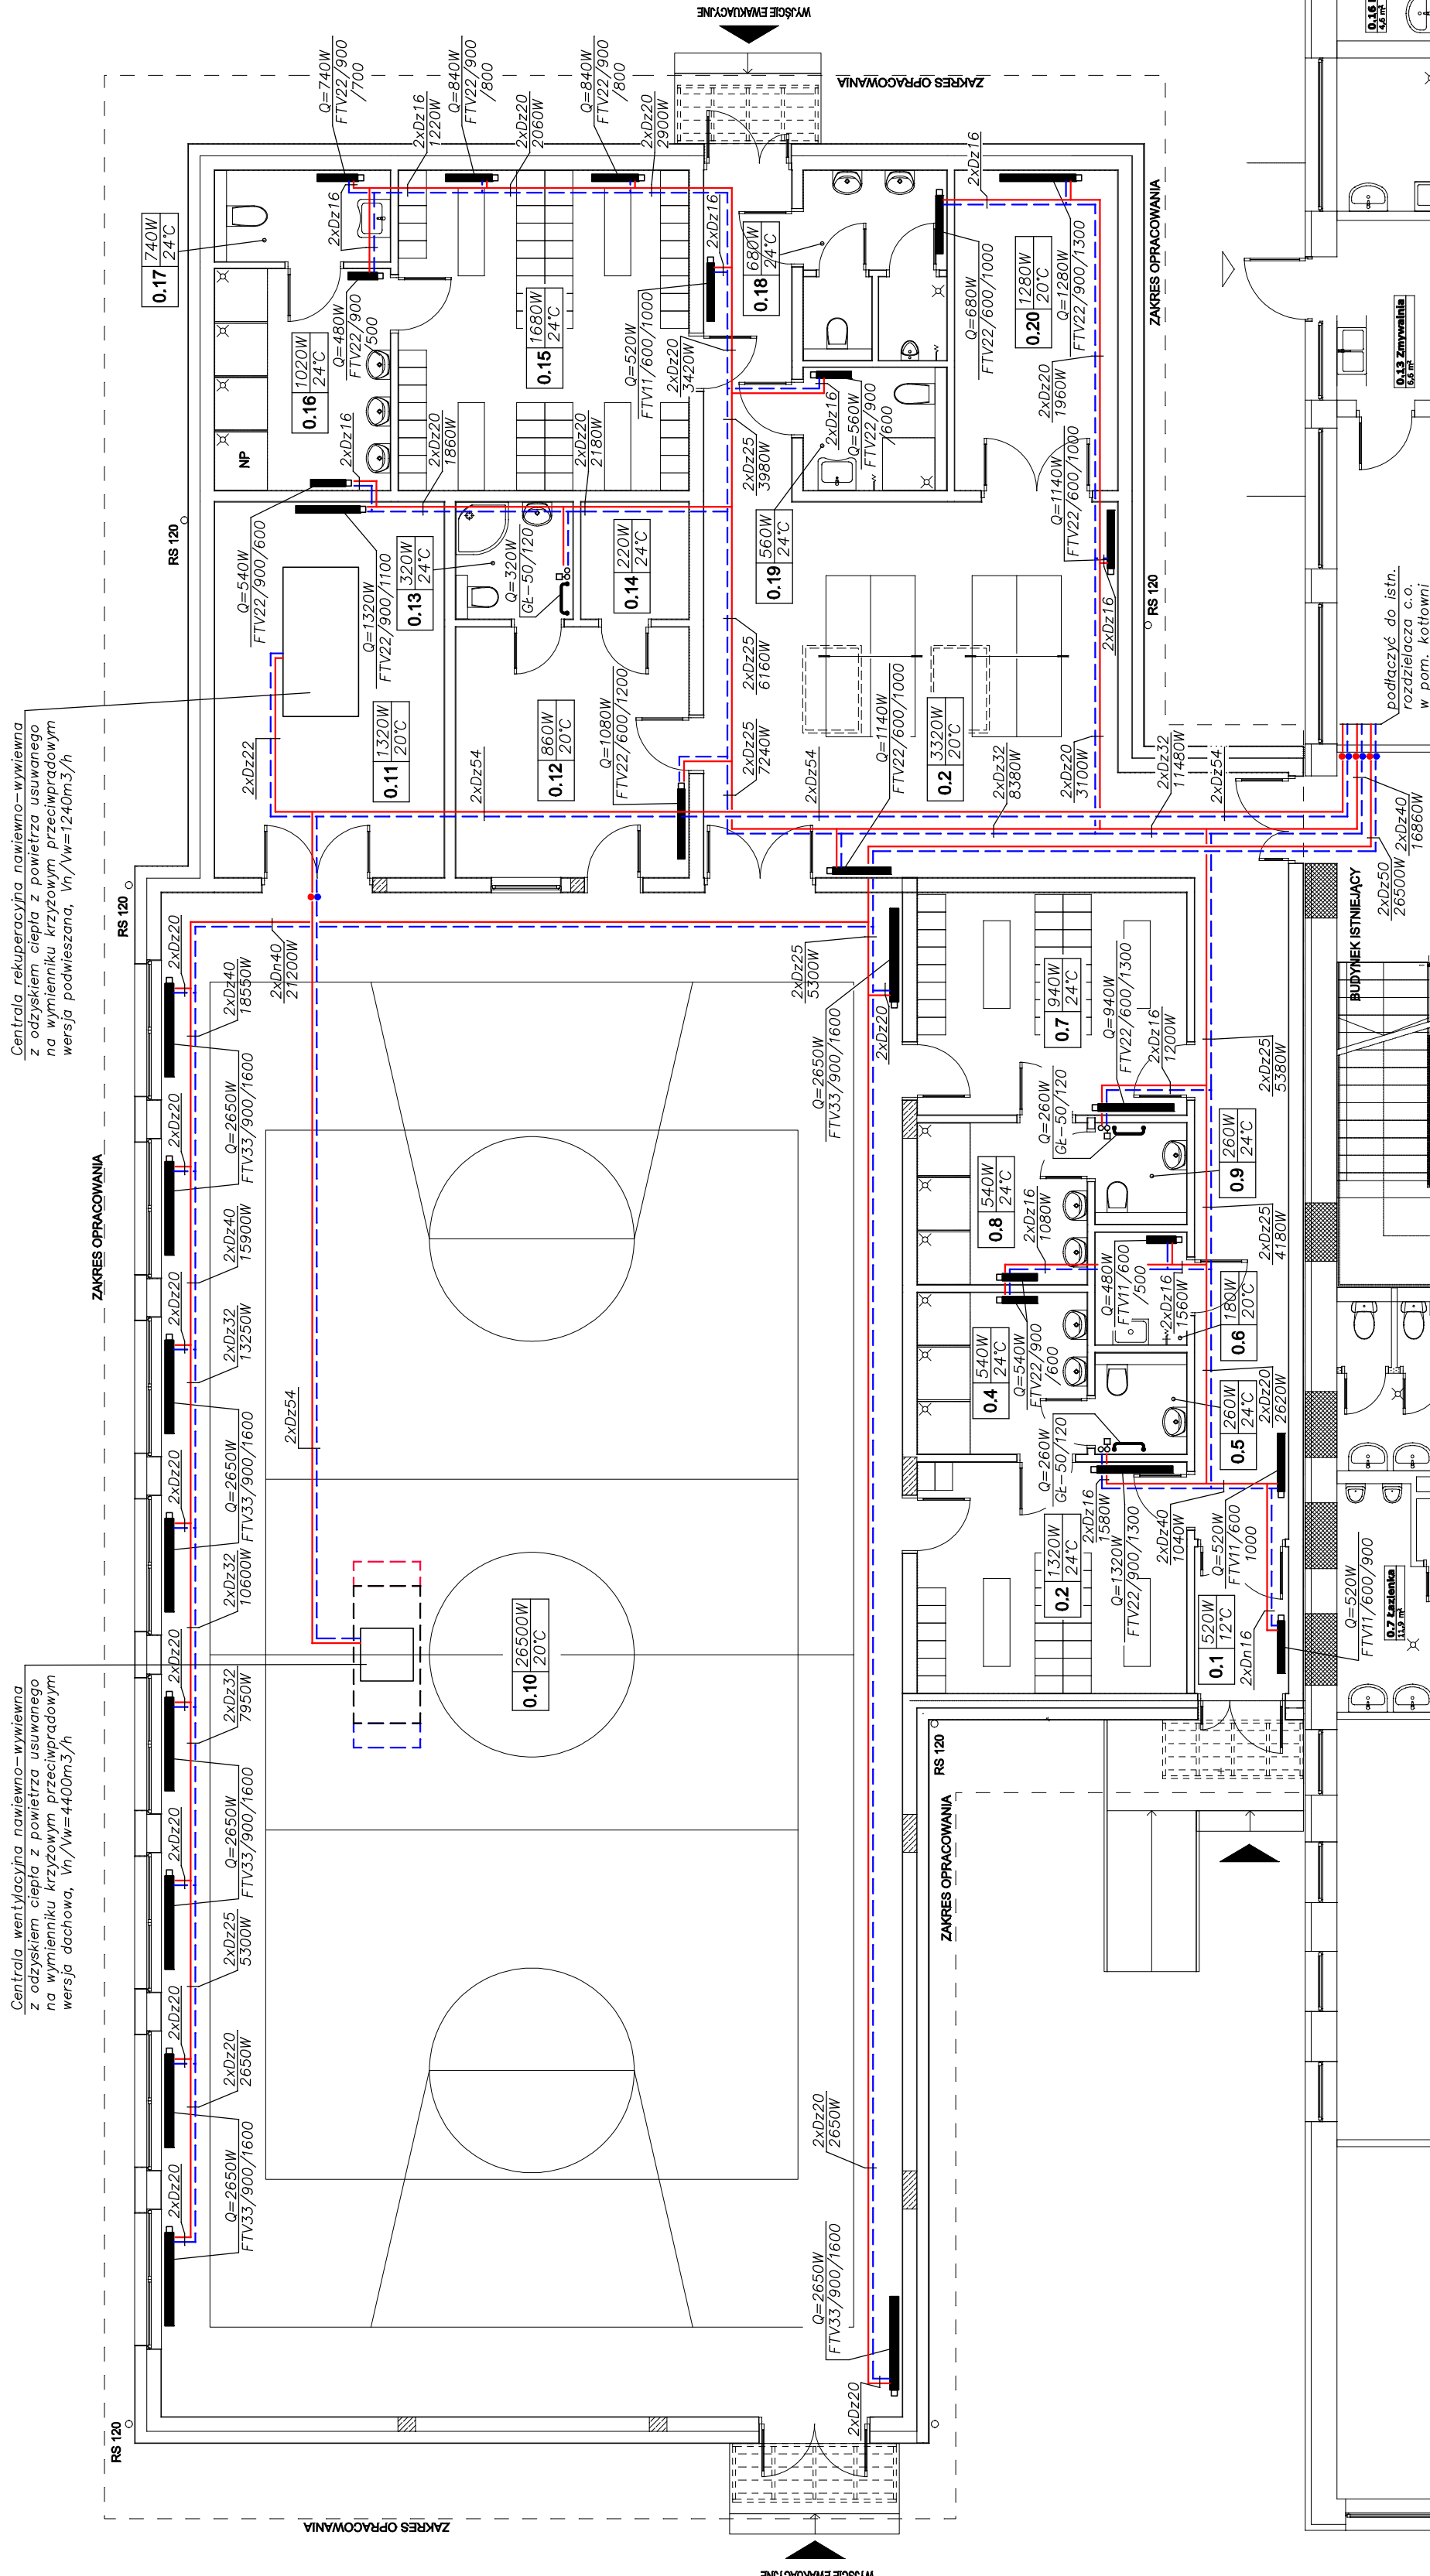 WYJŚCIE EWAKUACYJNE
ZAKRES OPRACOWANIA
Q=740W
FTV22/900
/700
2xDz16
1220W
Q=840W
FTV22/900
/800
2xDz20
2060W
Q=840W
FTV22/900
/800
2xDz20
2900W
2xDz16
0.17
740W
24°C
2xDz16
Q=480W
FTV22/900
/500
0.16
1020W
24°C
NP
2xDz16
2xDz20
1860W
0.15
1680W
24°C
Q=520W
FTV11/600/1000
2xDz20
3420W
2xDz20
2180W
2xDz16
0.18
680W
24°C
Q=680W
FTV22/600/1000
0.20
1280W
20°C
Q=1280W
FTV22/900/1300
2xDz20
1960W
ZAKRES OPRACOWANIA
2xDz16
Q=560W
FTV22/900
/600
2xDz25
3980W
Q=1140W
FTV22/600/1000
2xDz16
RS 120
RS 120
Q=540W
FTV22/900/600
Q=1320W
FTV22/900/1100
0.13
320W
24°C
Q=320W
GŁ-50/120
0.14
220W
24°C
0.19
560W
24°C
2xDz25
6160W
Centrala rekuperacyjna nawiewno-wywiewna
z odzyskiem ciepła z powietrza usuwanego
na wymienniku krzyżowym przeciwprądowym
wersja podwieszana, Vn/Vw=1240m3/h
2xDz22
0.11
1320W
20°C
2xDz54
0.12
860W
20°C
Q=1080W
FTV22/600/1200
2xDz25
7240W
2xDz54
Q=1140W
FTV22/600/1000
0.2
3320W
20°C
2xDz32
8380W
2xDz20
3100W
2xDz32
11480W
2xDz54
podłączyć do istn.
rozdzielacza c.o.
w pom. kotłowni
2xDz40
16860W
2xDz50
26500W
BUDYNEK ISTNIEJĄCY
0.13 Zmywalnia
6,6 m²
0.16
4,6 m²
RS 120
2xDz20
2xDz40
18550W
2xDn40
21200W
Q=2650W
FTV33/900/1600
2xDz20
2xDz40
15900W
2xDz20
2xDz32
13250W
Q=2650W
FTV33/900/1600
2xDz20
2xDz32
10600W
2xDz20
2xDz32
7950W
Q=2650W
FTV33/900/1600
2xDz20
2xDz25
5300W
2xDz20
2xDz20
2650W
Q=2650W
FTV33/900/1600
2xDz20
ZAKRES OPRACOWANIA
2xDz54
0.10
26500W
20°C
Centrala wentylacyjna nawiewno-wywiewna
z odzyskiem ciepła z powietrza usuwanego
na wymienniku krzyżowym przeciwprądowym
wersja dachowa, Vn/Vw=4400m3/h
2xDz25
5300W
Q=2650W
FTV33/900/1600
2xDz20
0.7
940W
24°C
Q=940W
FTV22/600/1300
2xDz16
1200W
2xDz25
5380W
Q=260W
GŁ-50/120
0.8
540W
24°C
2xDz16
1080W
0.9
260W
24°C
2xDz25
4180W
Q=480W
FTV11/600
/500
2xDz16
1560W
0.6
180W
20°C
0.4
540W
24°C
Q=540W
FTV22/900
/600
Q=260W
GŁ-50/120
0.5
260W
24°C
2xDz20
2620W
0.2
1320W
24°C
2xDz16
1580W
Q=1320W
FTV22/900/1300
2xDz40
1040W
Q=520W
FTV11/600
1000
0.1
520W
12°C
2xDn16
Q=520W
FTV11/600/900
0.7 Łazienka
11,9 m²
RS 120
ZAKRES OPRACOWANIA
2xDz20
2650W
Q=2650W
FTV33/900/1600
2xDz20
RS 120
ZAKRES OPRACOWANIA
WYJŚCIE EWAKUACYJNE